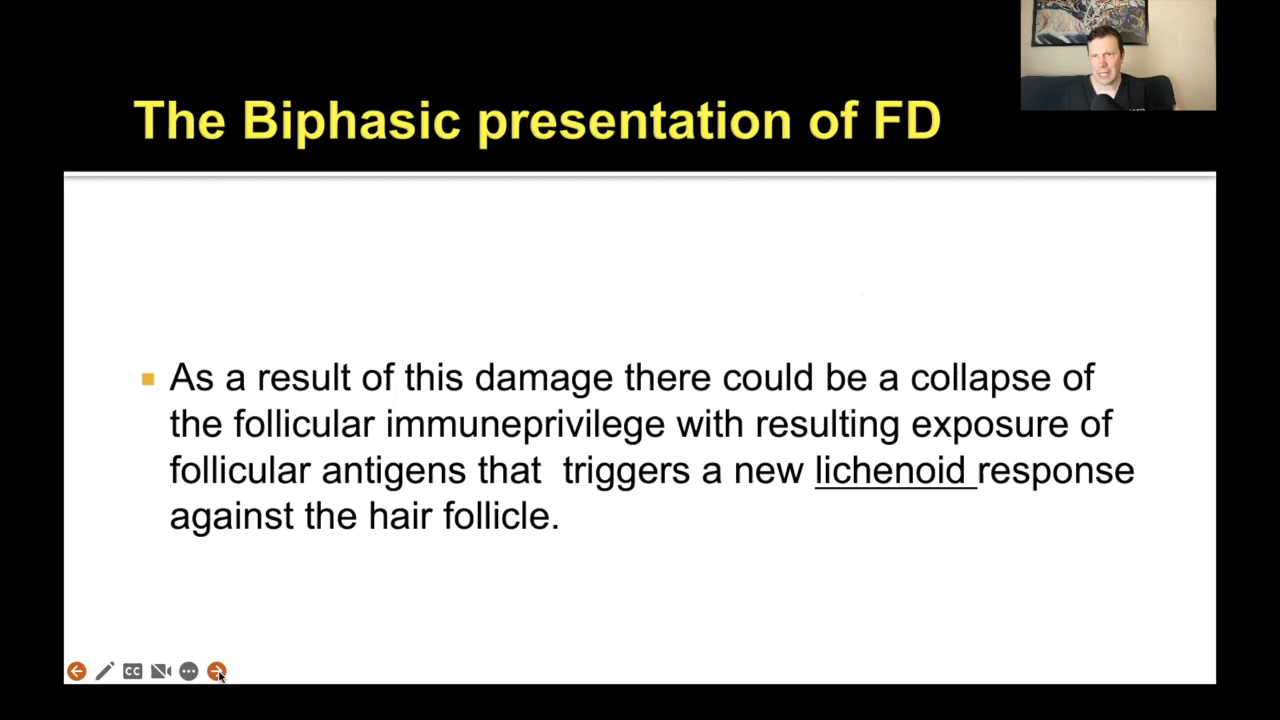 The Biphasic presentation of FD
As a result of this damage there could be a collapse of
the follicular immuneprivilege with resulting exposure of
follicular antigens that  triggers a new lichenoid response
against the hair follicle.
CC